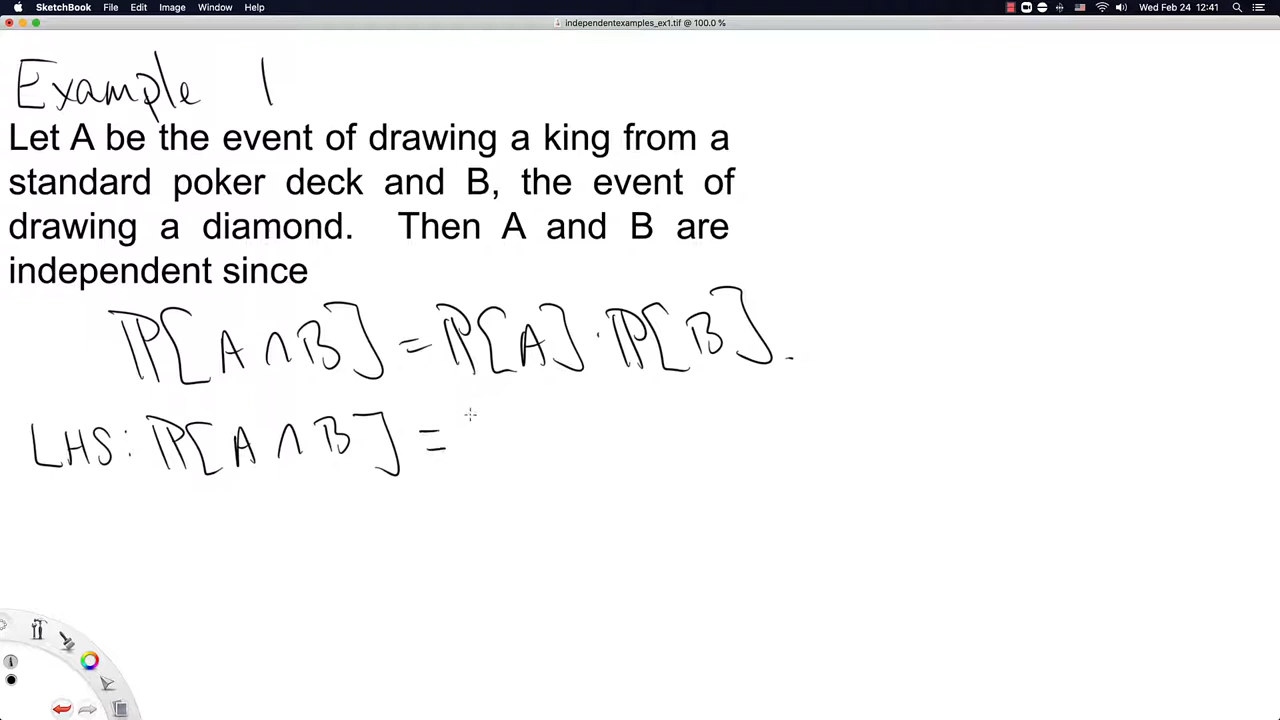 SketchBook File Edit Image Window Help Wed Feb 24 12:41
independentexamples_ex1.tif @ 100.0 %
Example 1
Let A be the event of drawing a king from a
standard poker deck and B, the event of
drawing a diamond. Then A and B are
independent since
ℙ[A ∩ B] = ℙ[A] · ℙ[B].
LHS: ℙ[A ∩ B] =